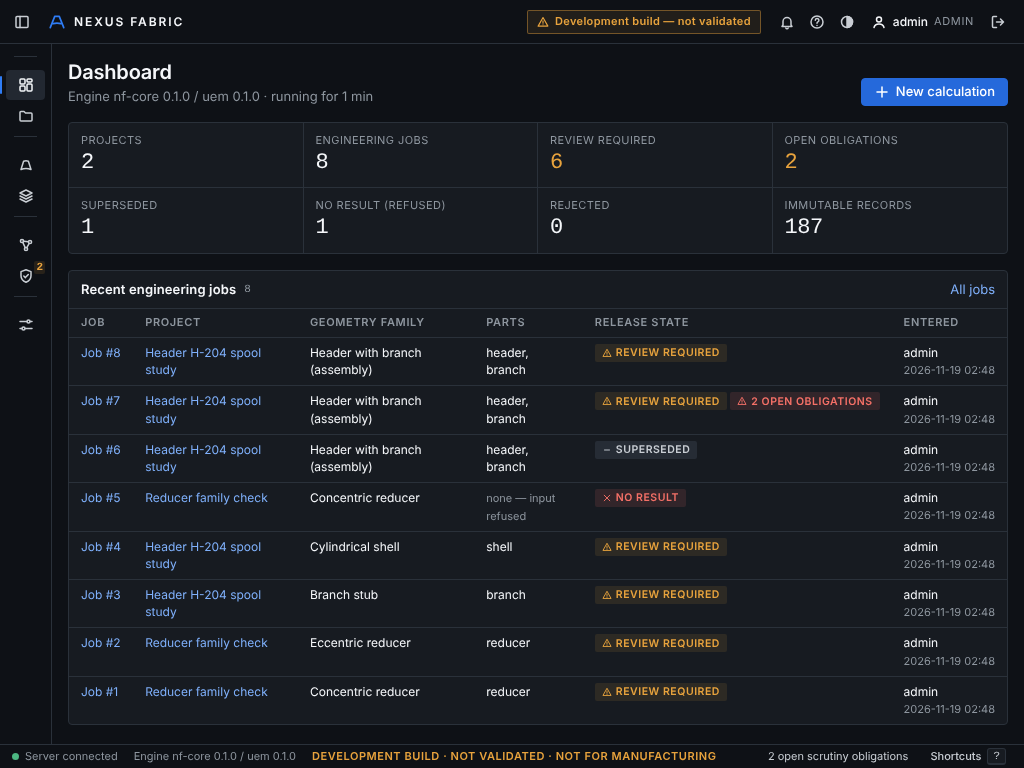 NEXUS FABRIC
Development build — not validated
admin ADMIN
Dashboard
Engine nf-core 0.1.0 / uem 0.1.0 · running for 1 min
New calculation
PROJECTS
2
ENGINEERING JOBS
8
REVIEW REQUIRED
6
OPEN OBLIGATIONS
2
SUPERSEDED
1
NO RESULT (REFUSED)
1
REJECTED
0
IMMUTABLE RECORDS
187
2
Recent engineering jobs 8
All jobs
JOB PROJECT GEOMETRY FAMILY PARTS RELEASE STATE ENTERED
Job #8 Header H-204 spool Header with branch header, REVIEW REQUIRED admin
study (assembly) branch 2026-11-19 02:48
Job #7 Header H-204 spool Header with branch header, REVIEW REQUIRED 2 OPEN OBLIGATIONS admin
study (assembly) branch 2026-11-19 02:48
Job #6 Header H-204 spool Header with branch header, SUPERSEDED admin
study (assembly) branch 2026-11-19 02:48
Job #5 Reducer family check Concentric reducer none — input NO RESULT admin
refused 2026-11-19 02:48
Job #4 Header H-204 spool Cylindrical shell shell REVIEW REQUIRED admin
study 2026-11-19 02:48
Job #3 Header H-204 spool Branch stub branch REVIEW REQUIRED admin
study 2026-11-19 02:48
Job #2 Reducer family check Eccentric reducer reducer REVIEW REQUIRED admin
2026-11-19 02:48
Job #1 Reducer family check Concentric reducer reducer REVIEW REQUIRED admin
2026-11-19 02:48
Server connected Engine nf-core 0.1.0 / uem 0.1.0 DEVELOPMENT BUILD · NOT VALIDATED · NOT FOR MANUFACTURING 2 open scrutiny obligations Shortcuts ?